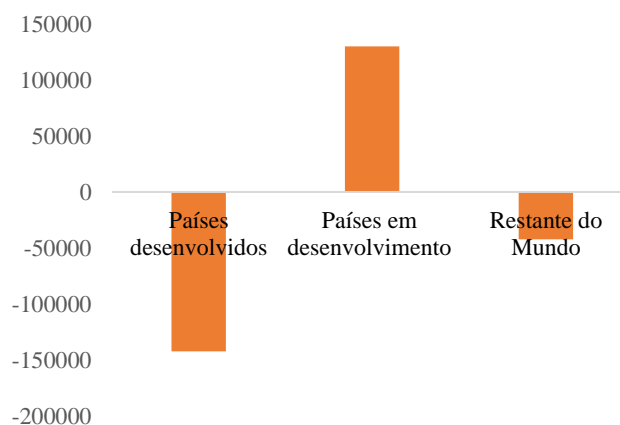 150000
100000
50000
0
Países
desenvolvidos
Países em
desenvolvimento
Restante do
Mundo
-50000
-100000
-150000
-200000